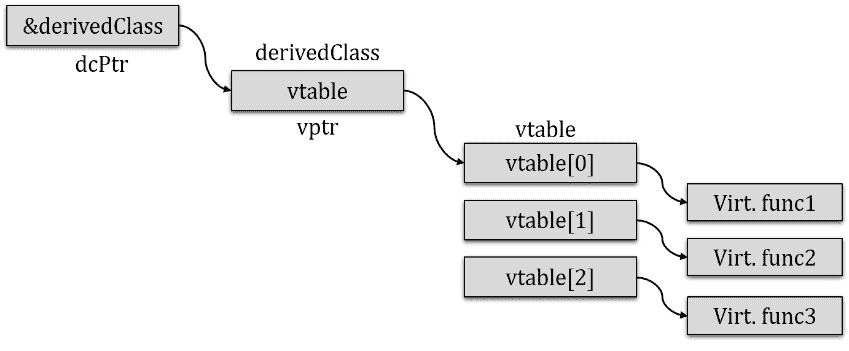 &derivedClass
dcPtr
derivedClass
vtable
vptr
vtable
vtable[0]
vtable[1]
vtable[2]
Virt. func1
Virt. func2
Virt. func3